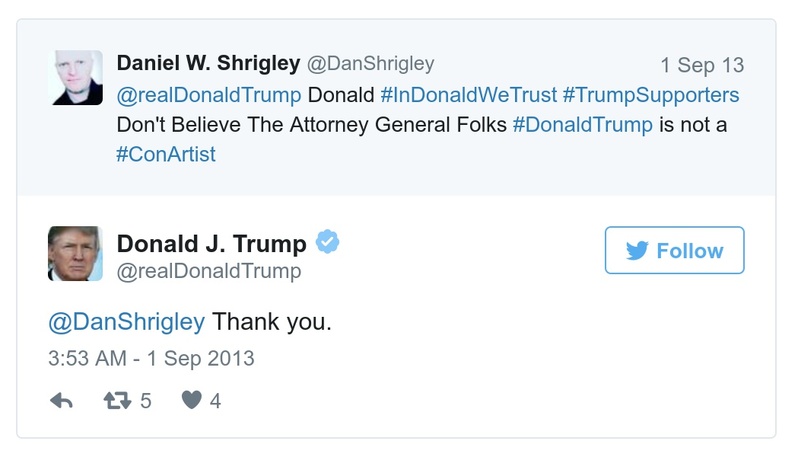 Daniel W. Shrigley @DanShrigley 1 Sep 13
@realDonaldTrump Donald #InDonaldWeTrust #TrumpSupporters
Don't Believe The Attorney General Folks #DonaldTrump is not a
#ConArtist
Donald J. Trump
@realDonaldTrump
Follow
@DanShrigley Thank you.
3:53 AM - 1 Sep 2013
5 4